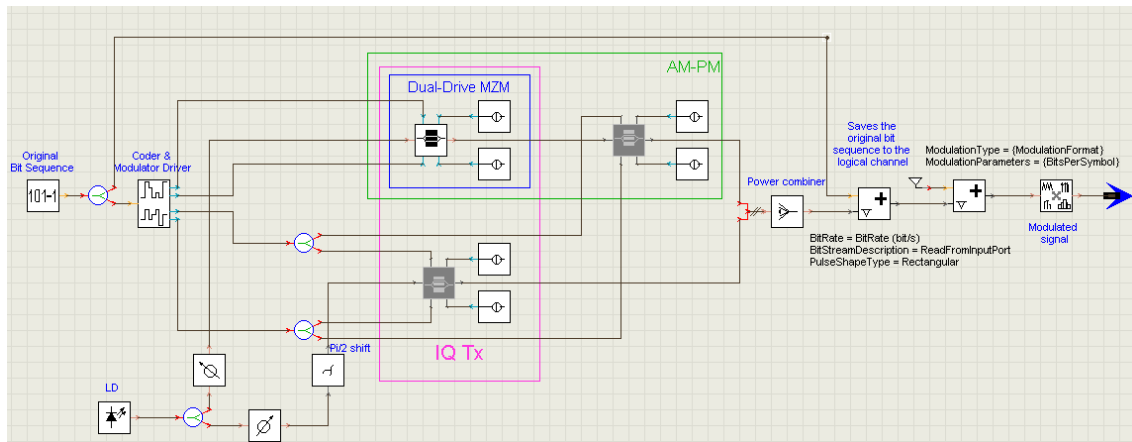 AM-PM
Dual-Drive MZM
Original
Bit Sequence
Coder &
Modulator Driver
Saves the
original bit
sequence to the
logical channel
ModulationType = {ModulationFormat}
ModulationParameters = {BitsPerSymbol}
101-1
Power combiner
Modulated
signal
BitRate = BitRate (bit/s)
BitStreamDescription = ReadFromInputPort
PulseShapeType = Rectangular
IQ Tx
Pi/2 shift
LD